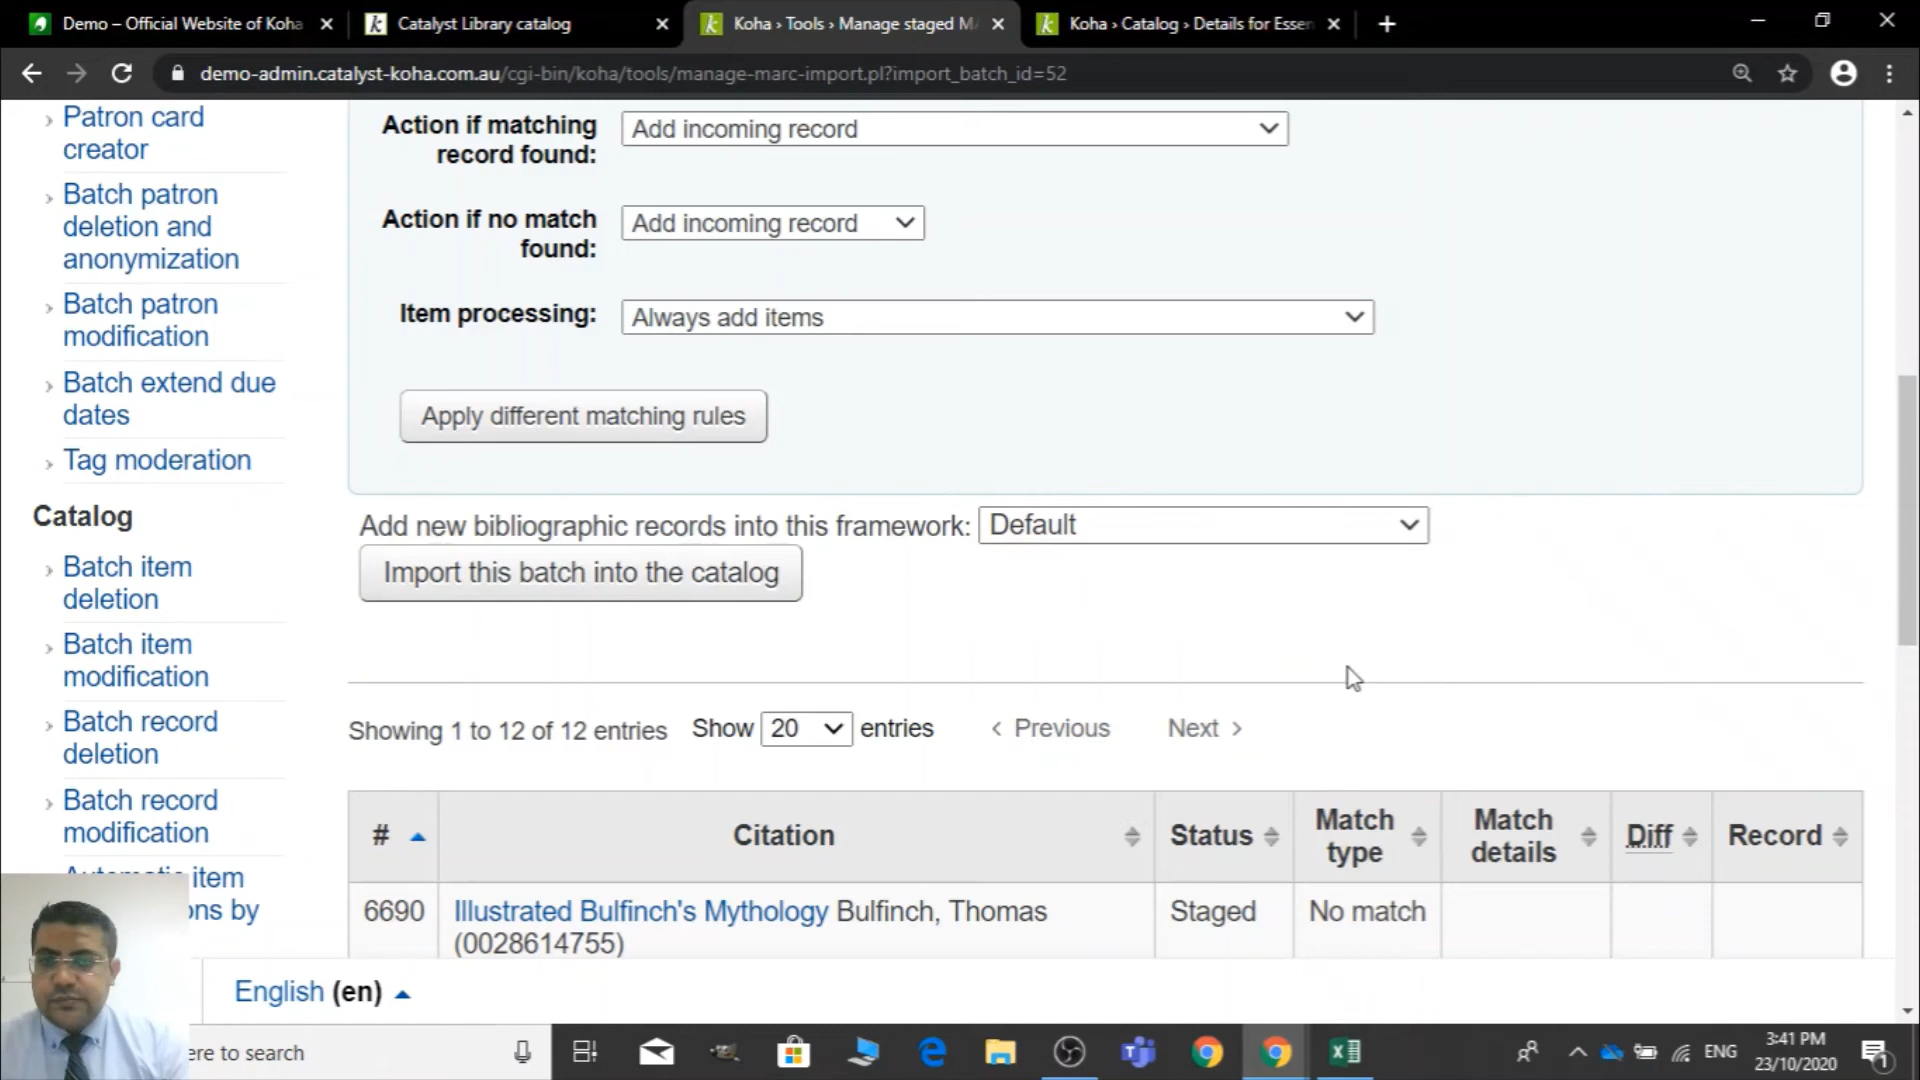 Demo – Official Website of Koha
Catalyst Library catalog
Koha › Tools › Manage staged M
Koha › Catalog › Details for Essen
demo-admin.catalyst-koha.com.au/cgi-bin/koha/tools/manage-marc-import.pl?import_batch_id=52
Patron card
creator
Batch patron
deletion and
anonymization
Batch patron
modification
Batch extend due
dates
Tag moderation
Catalog
Batch item
deletion
Batch item
modification
Batch record
deletion
Batch record
modification
item
ons by
Action if matching
record found:
Add incoming record
Action if no match
found:
Add incoming record
Item processing:
Always add items
Apply different matching rules
Add new bibliographic records into this framework: Default
Import this batch into the catalog
Showing 1 to 12 of 12 entries Show 20 entries ‹ Previous Next ›
# Citation Status Match type Match details Diff Record
6690 Illustrated Bulfinch's Mythology Bulfinch, Thomas Staged No match
(0028614755)
English (en)
ere to search
ENG
3:41 PM
23/10/2020
1